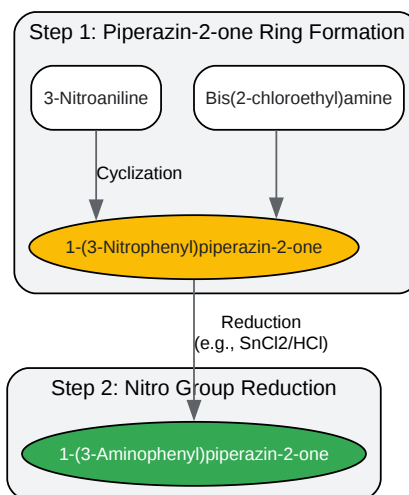 Step 1: Piperazin-2-one Ring Formation
3-Nitroaniline
Bis(2-chloroethyl)amine
Cyclization
1-(3-Nitrophenyl)piperazin-2-one
Reduction
(e.g., SnCl2/HCl)
Step 2: Nitro Group Reduction
1-(3-Aminophenyl)piperazin-2-one